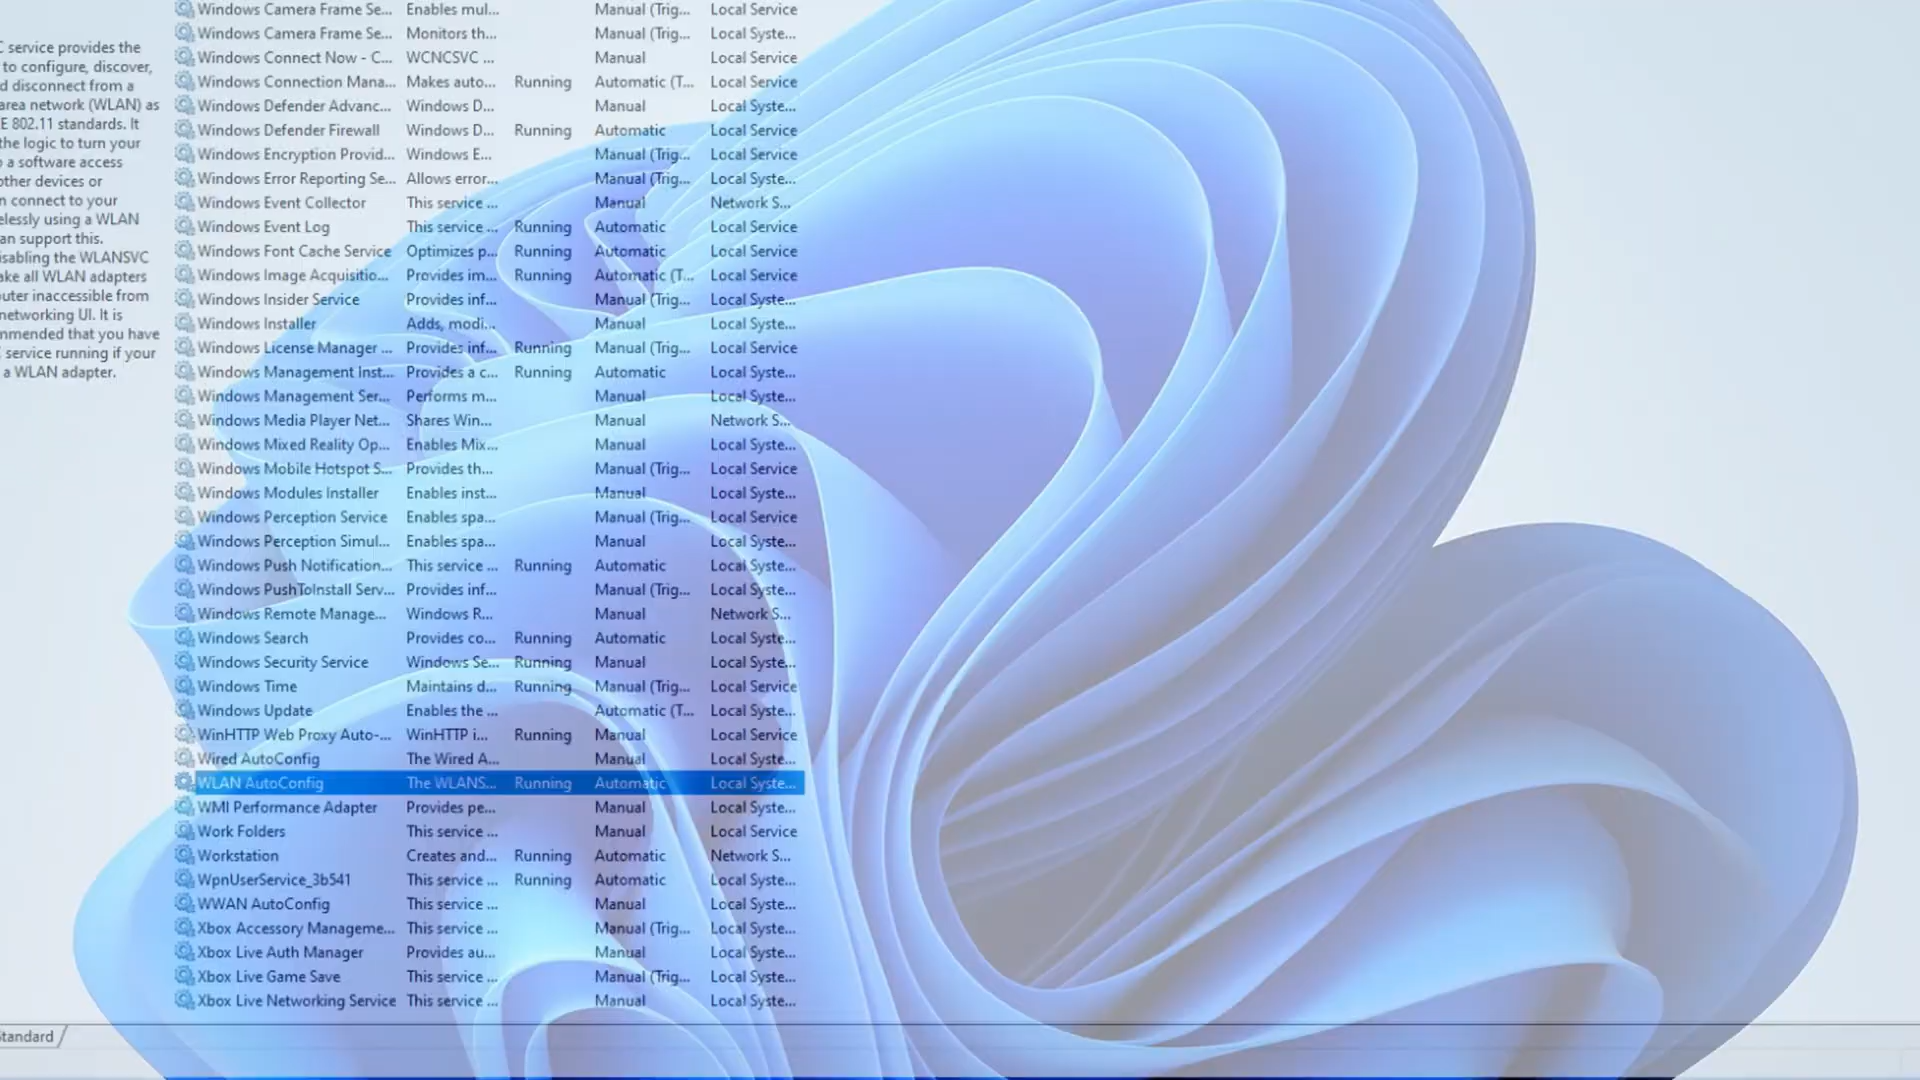 C service provides the
to configure, discover,
d disconnect from a
area network (WLAN) as
E 802.11 standards. It
the logic to turn your
a software access
other devices or
n connect to your
elessly using a WLAN
an support this.
isabling the WLANSVC
ake all WLAN adapters
uter inaccessible from
networking UI. It is
mmended that you have
service running if your
a WLAN adapter.
Windows Camera Frame Se... Enables mul... Manual (Trig... Local Service
Windows Camera Frame Se... Monitors th... Manual (Trig... Local Syste...
Windows Connect Now - C... WCNCSVC ... Manual Local Service
Windows Connection Mana... Makes auto... Running Automatic (T... Local Service
Windows Defender Advanc... Windows D... Manual Local Syste...
Windows Defender Firewall Windows D... Running Automatic Local Service
Windows Encryption Provid... Windows E... Manual (Trig... Local Service
Windows Error Reporting Se... Allows error... Manual (Trig... Local Syste...
Windows Event Collector This service ... Manual Network S...
Windows Event Log This service ... Running Automatic Local Service
Windows Font Cache Service Optimizes p... Running Automatic Local Service
Windows Image Acquisitio... Provides im... Running Automatic (T... Local Service
Windows Insider Service Provides inf... Manual (Trig... Local Syste...
Windows Installer Adds, modi... Manual Local Syste...
Windows License Manager ... Provides inf... Running Manual (Trig... Local Service
Windows Management Inst... Provides a c... Running Automatic Local Syste...
Windows Management Ser... Performs m... Manual Local Syste...
Windows Media Player Net... Shares Win... Manual Network S...
Windows Mixed Reality Op... Enables Mix... Manual Local Syste...
Windows Mobile Hotspot S... Provides th... Manual (Trig... Local Service
Windows Modules Installer Enables inst... Manual Local Syste...
Windows Perception Service Enables spa... Manual (Trig... Local Service
Windows Perception Simul... Enables spa... Manual Local Syste...
Windows Push Notification... This service ... Running Automatic Local Syste...
Windows PushToInstall Serv... Provides inf... Manual (Trig... Local Syste...
Windows Remote Manage... Windows R... Manual Network S...
Windows Search Provides co... Running Automatic Local Syste...
Windows Security Service Windows Se... Running Manual Local Syste...
Windows Time Maintains d... Running Manual (Trig... Local Service
Windows Update Enables the ... Automatic (T... Local Syste...
WinHTTP Web Proxy Auto-... WinHTTP i... Running Manual Local Service
Wired AutoConfig The Wired A... Manual Local Syste...
WLAN AutoConfig The WLANS... Running Automatic Local Syste...
WMI Performance Adapter Provides pe... Manual Local Syste...
Work Folders This service ... Manual Local Service
Workstation Creates and... Running Automatic Network S...
WpnUserService_3b541 This service ... Running Automatic Local Syste...
WWAN AutoConfig This service ... Manual Local Syste...
Xbox Accessory Manageme... This service ... Manual (Trig... Local Syste...
Xbox Live Auth Manager Provides au... Manual Local Syste...
Xbox Live Game Save This service ... Manual (Trig... Local Syste...
Xbox Live Networking Service This service ... Manual Local Syste...
Standard